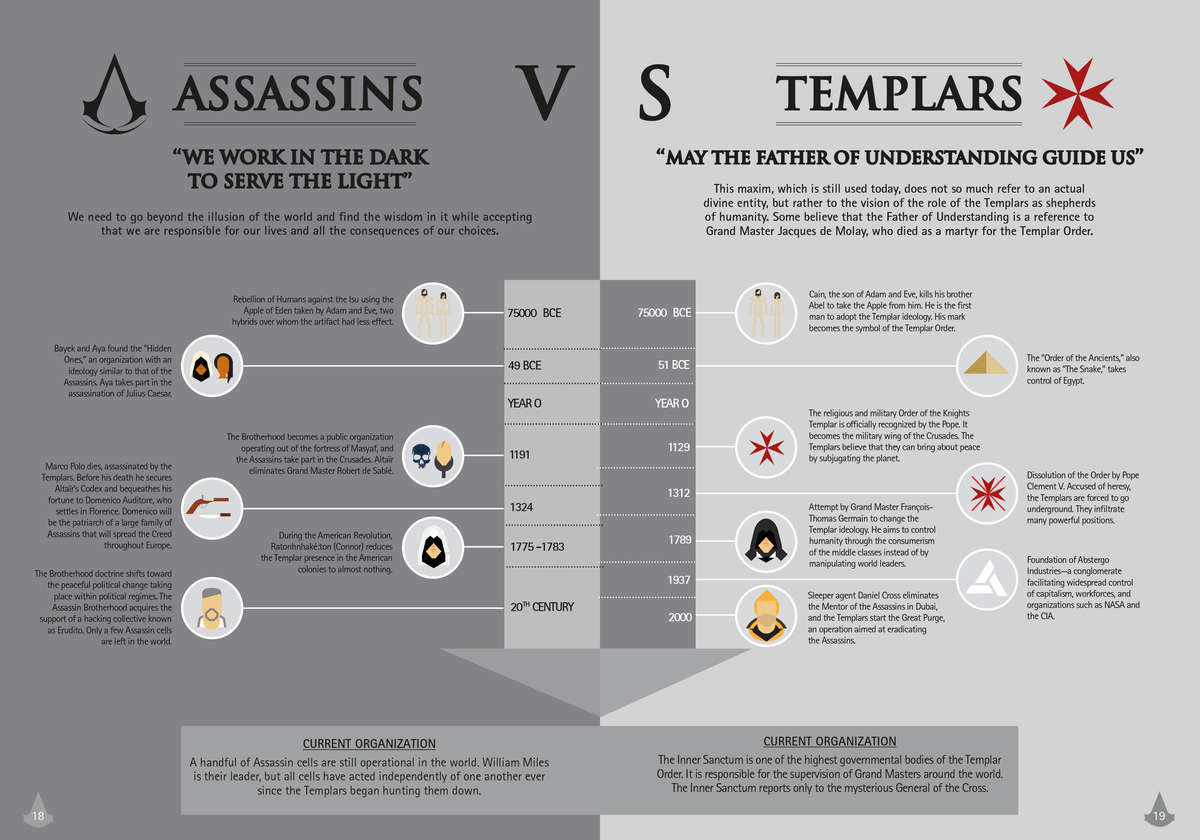 ASSASSINS
“WE WORK IN THE DARK
TO SERVE THE LIGHT”
We need to go beyond the illusion of the world and find the wisdom in it while accepting
that we are responsible for our lives and all the consequences of our choices.
V S
TEMPLARS
“MAY THE FATHER OF UNDERSTANDING GUIDE US”
This maxim, which is still used today, does not so much refer to an actual
divine entity, but rather to the vision of the role of the Templars as shepherds
of humanity. Some believe that the Father of Understanding is a reference to
Grand Master Jacques de Molay, who died as a martyr for the Templar Order.
Rebellion of Humans against the Isu using the
Apple of Eden taken by Adam and Eve, two
hybrids over whom the artifact had less effect.
75000 BCE
Bayek and Aya found the “Hidden
Ones,” an organization with an
ideology similar to that of the
Assassins. Aya takes part in the
assassination of Julius Caesar.
49 BCE
YEAR O
The Brotherhood becomes a public organization
operating out of the fortress of Masyaf, and
the Assassins take part in the Crusades. Altaïr
eliminates Grand Master Robert de Sablé.
1191
Marco Polo dies, assassinated by the
Templars. Before his death he secures
Altaïr's Codex and bequeathes his
fortune to Domenico Auditore, who
settles in Florence. Domenico will
be the patriarch of a large family of
Assassins that will spread the Creed
throughout Europe.
1324
During the American Revolution,
Ratonhnhaké:ton (Connor) reduces
the Templar presence in the American
colonies to almost nothing.
1775 –1783
The Brotherhood doctrine shifts toward
the peaceful political change taking
place within political regimes. The
Assassin Brotherhood acquires the
support of a hacking collective known
as Erudito. Only a few Assassin cells
are left in the world.
20TH CENTURY
75000 BCE
Cain, the son of Adam and Eve, kills his brother
Abel to take the Apple from him. He is the first
man to adopt the Templar ideology. His mark
becomes the symbol of the Templar Order.
51 BCE
The “Order of the Ancients,” also
known as “The Snake,” takes
control of Egypt.
YEAR O
1129
The religious and military Order of the Knights
Templar is officially recognized by the Pope. It
becomes the military wing of the Crusades. The
Templars believe that they can bring about peace
by subjugating the planet.
1312
Dissolution of the Order by Pope
Clement V. Accused of heresy,
the Templars are forced to go
underground. They infiltrate
many powerful positions.
1789
Attempt by Grand Master François-
Thomas Germain to change the
Templar ideology. He aims to control
humanity through the consumerism
of the middle classes instead of by
manipulating world leaders.
1937
Foundation of Abstergo
Industries—a conglomerate
facilitating widespread control
of capitalism, workforces, and
organizations such as NASA and
the CIA.
2000
Sleeper agent Daniel Cross eliminates
the Mentor of the Assassins in Dubai,
and the Templars start the Great Purge,
an operation aimed at eradicating
the Assassins.
CURRENT ORGANIZATION
A handful of Assassin cells are still operational in the world. William Miles
is their leader, but all cells have acted independently of one another ever
since the Templars began hunting them down.
CURRENT ORGANIZATION
The Inner Sanctum is one of the highest governmental bodies of the Templar
Order. It is responsible for the supervision of Grand Masters around the world.
The Inner Sanctum reports only to the mysterious General of the Cross.
18
19